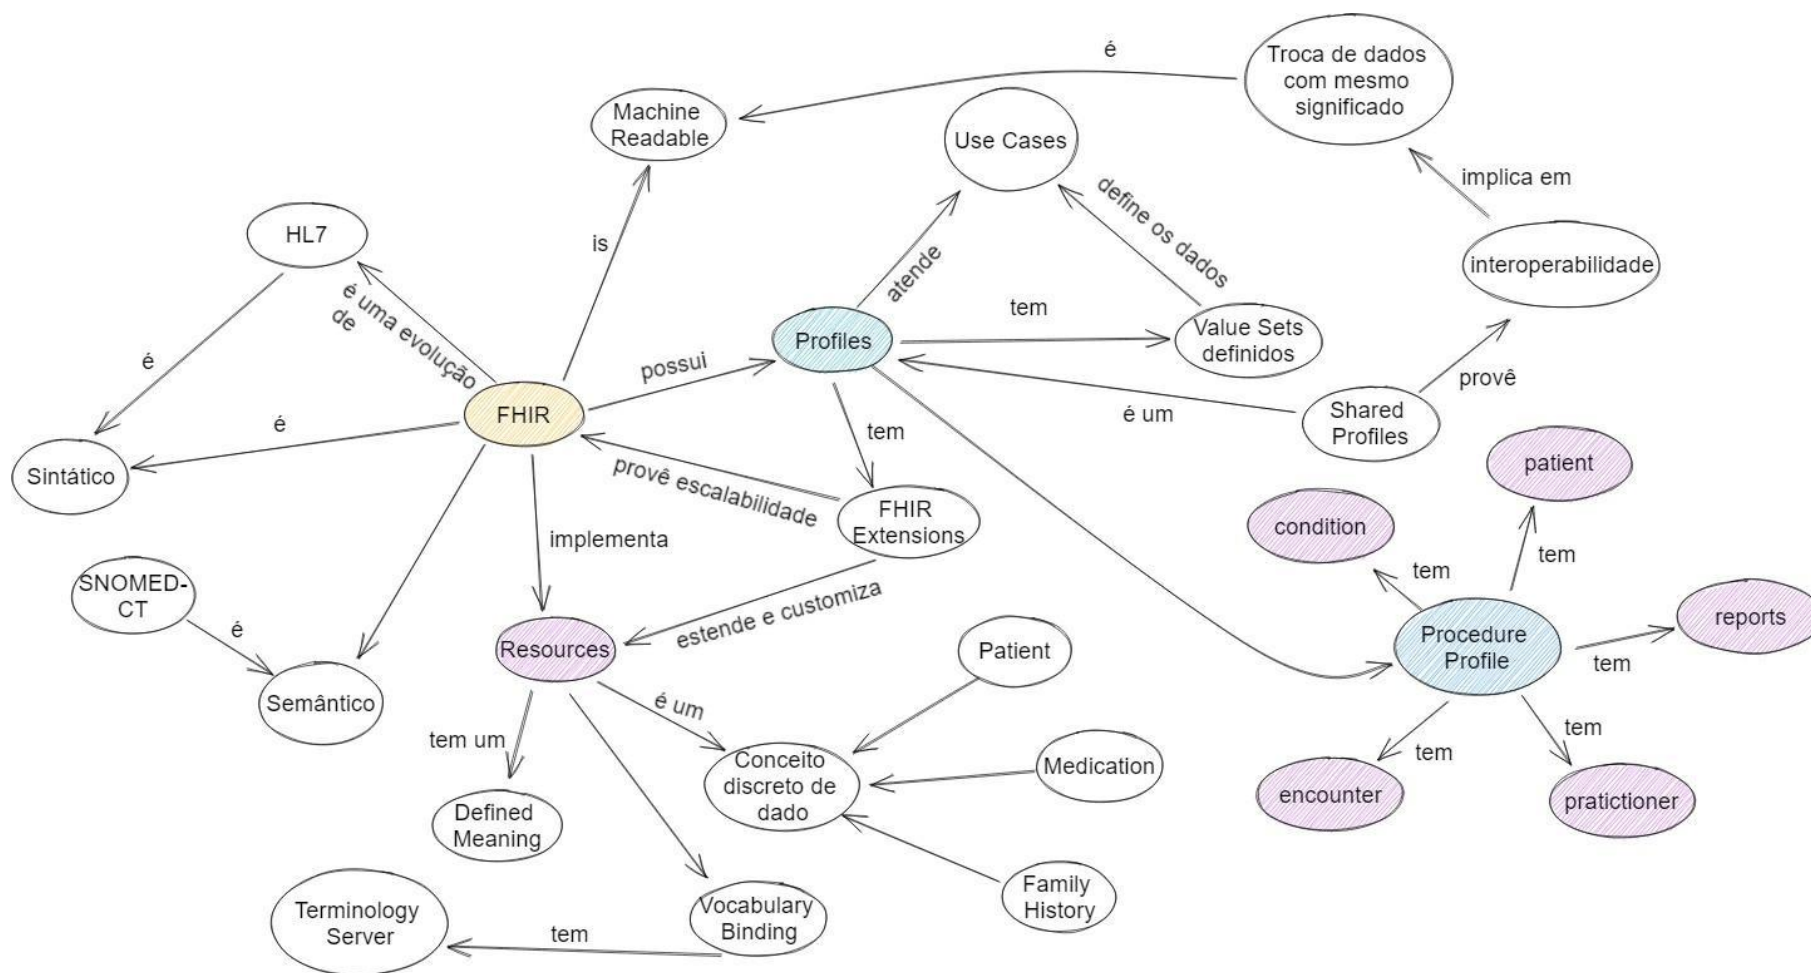 é
Troca de dados
com mesmo
significado
Machine
Readable
Use Cases
implica em
define os dados
HL7
is
interoperabilidade
é uma evolução
de
atende
tem
Profiles
Value Sets
definidos
é
possui
provê
FHIR
é um
Shared
Profiles
é
tem
patient
Sintático
provê escalabilidade
FHIR
Extensions
condition
implementa
tem
tem
SNOMED-
CT
é
estende e customiza
reports
Procedure
Profile
Resources
Patient
tem
Semântico
é um
tem um
tem
tem
Conceito
discreto de
dado
Medication
encounter
pratictioner
Defined
Meaning
Family
History
Terminology
Server
Vocabulary
Binding
tem